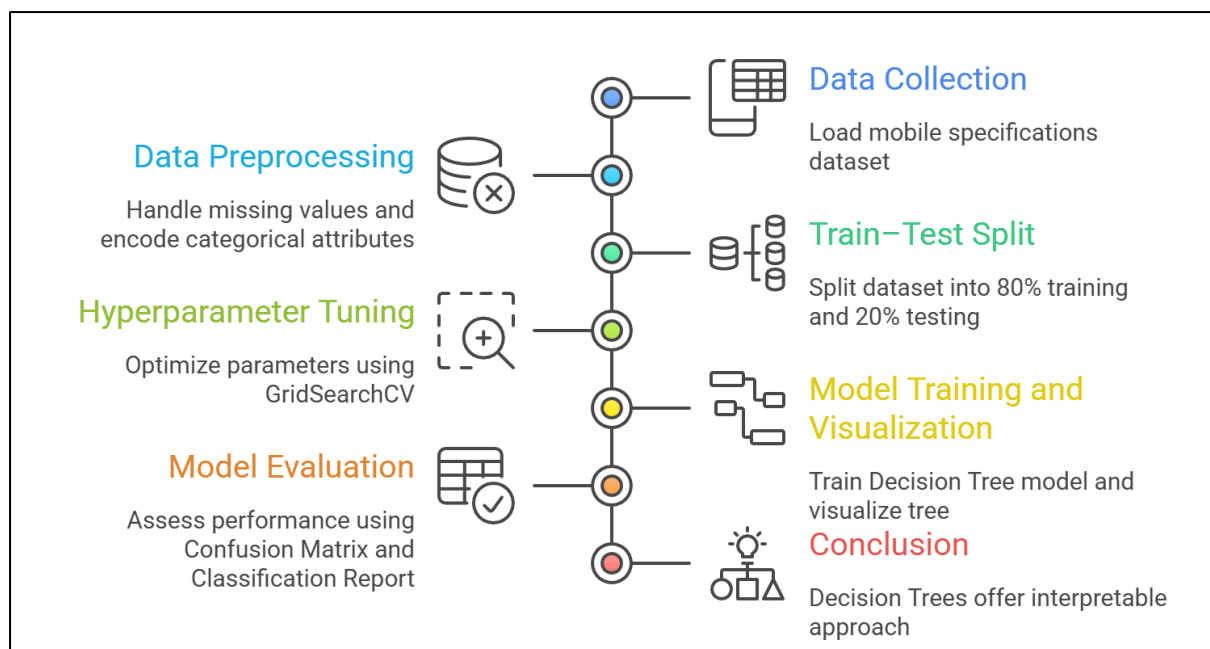 Data Collection
Load mobile specifications
dataset
Data Preprocessing
Handle missing values and
encode categorical attributes
Train–Test Split
Split dataset into 80% training
and 20% testing
Hyperparameter Tuning
Optimize parameters using
GridSearchCV
Model Training and
Visualization
Train Decision Tree model and
visualize tree
Model Evaluation
Assess performance using
Confusion Matrix and
Classification Report
Conclusion
Decision Trees offer interpretable
approach